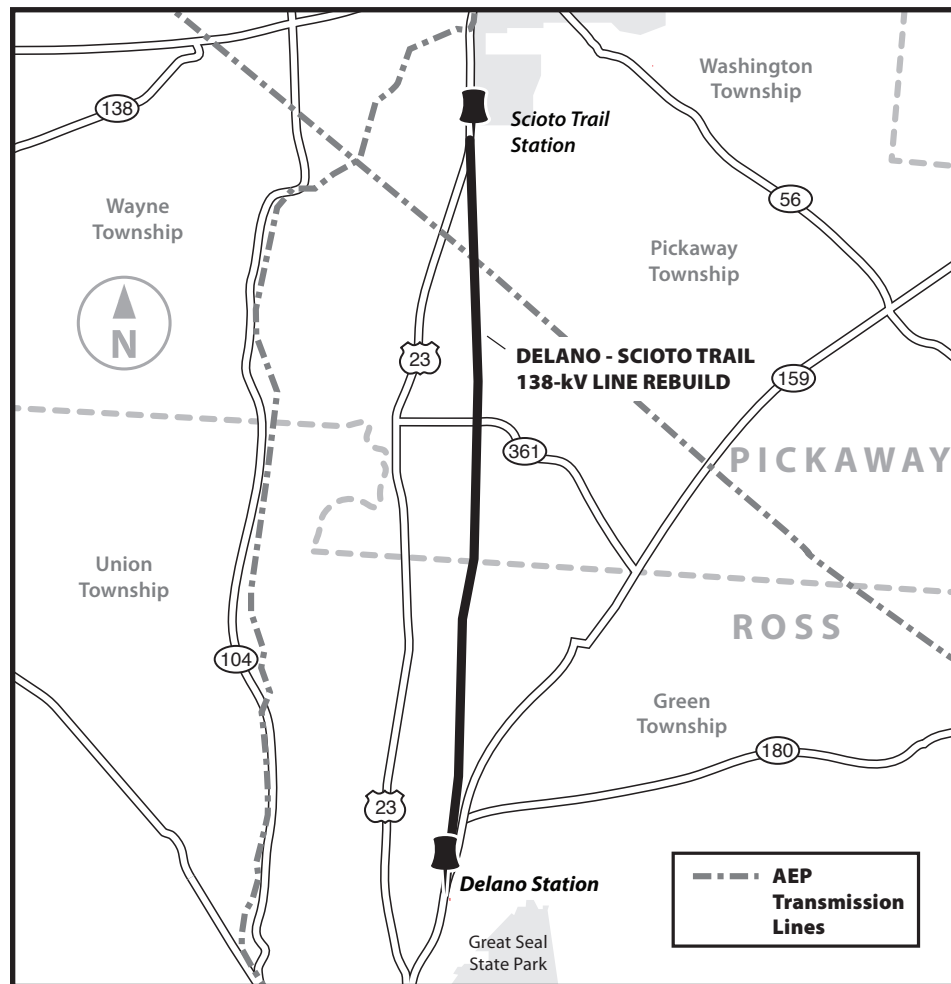 Washington
Township
138
Scioto Trail
Station
Wayne
Township
56
Pickaway
Township
N
23
DELANO - SCIOTO TRAIL
138-kV LINE REBUILD
159
361
PICKAWAY
Union
Township
ROSS
104
Green
Township
180
23
Delano Station
AEP
Transmission
Lines
Great Seal
State Park